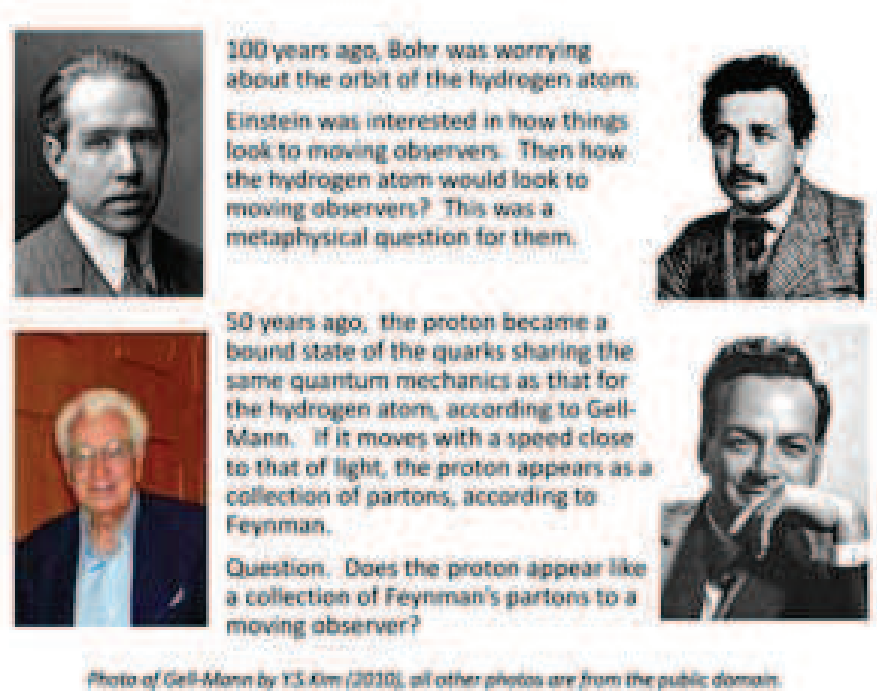 100 years ago, Bohr was worrying
about the orbit of the hydrogen atom.
Einstein was interested in how things
look to moving observers. Then how
the hydrogen atom would look to
moving observers? This was a
metaphysical question for them.
50 years ago, the proton became a
bound state of the quarks sharing the
same quantum mechanics as that for
the hydrogen atom, according to Gell-
Mann. If it moves with a speed close
to that of light, the proton appears as a
collection of partons, according to
Feynman.
Question. Does the proton appear like
a collection of Feynman's partons to a
moving observer?
Photo of Gell-Mann by Y.S.Kim (2010), all other photos are from the public domain.